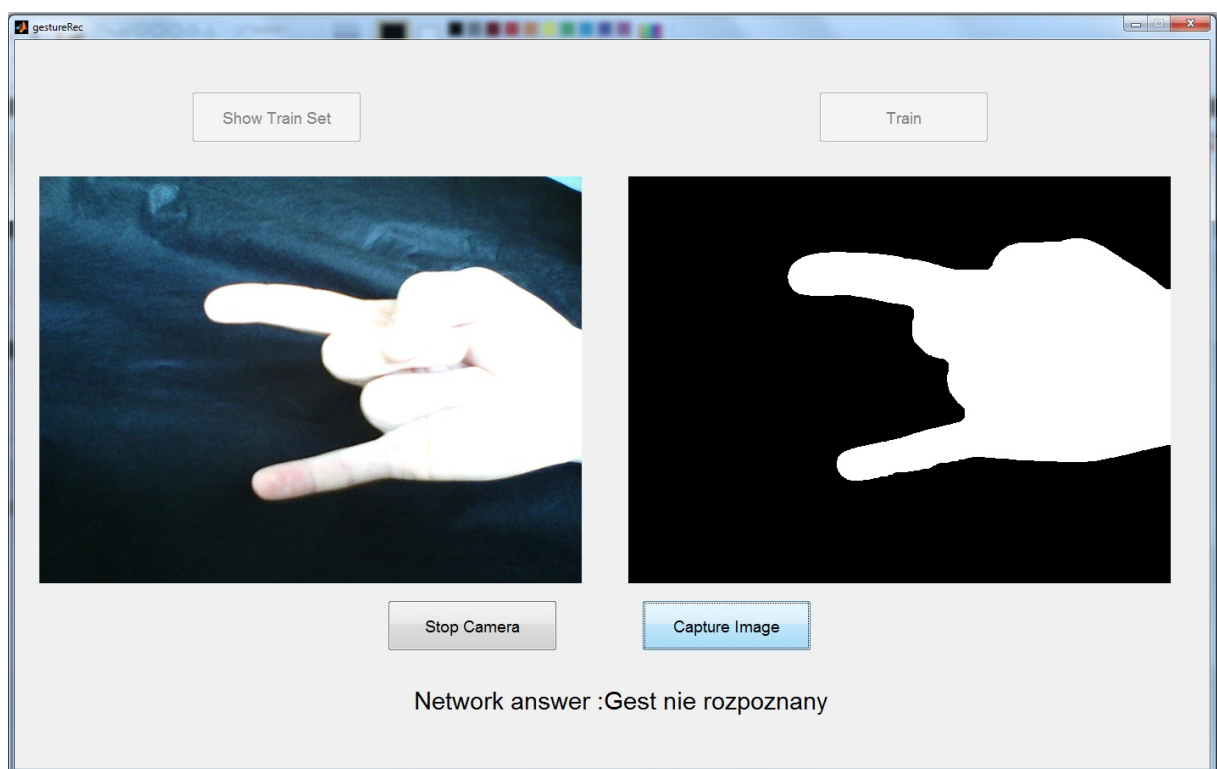 gestureRec
Show Train Set
Train
Stop Camera
Capture Image
Network answer :Gest nie rozpoznany